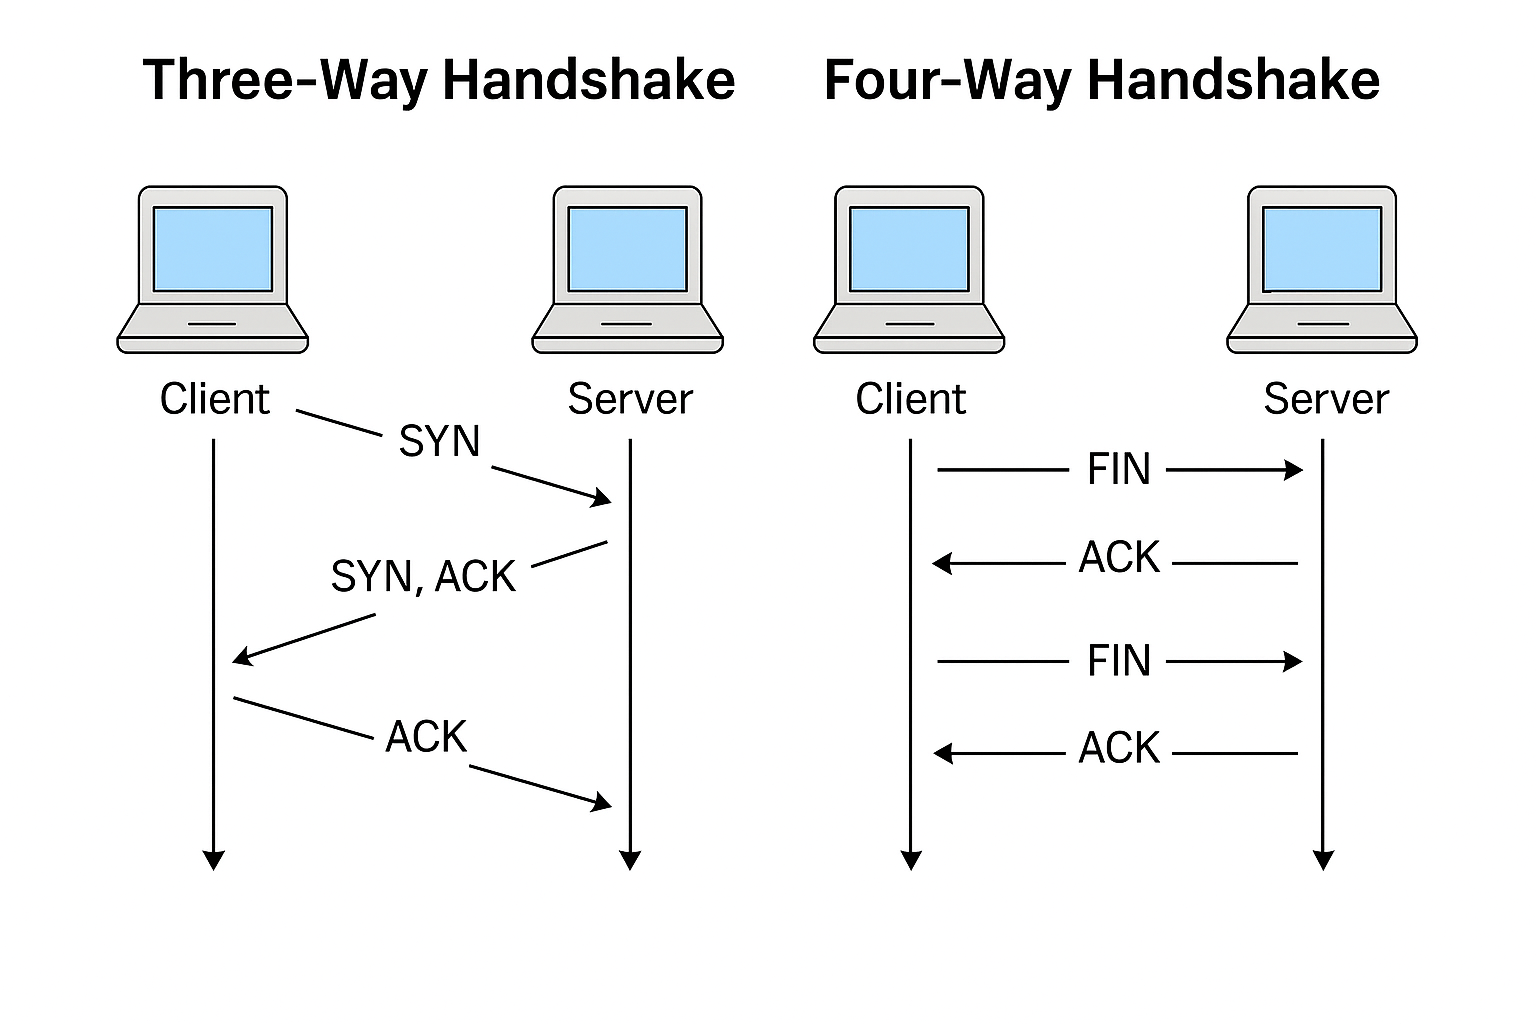 Three-Way Handshake
Client
Server
SYN
SYN, ACK
ACK
Four-Way Handshake
Client
Server
FIN
ACK
FIN
ACK